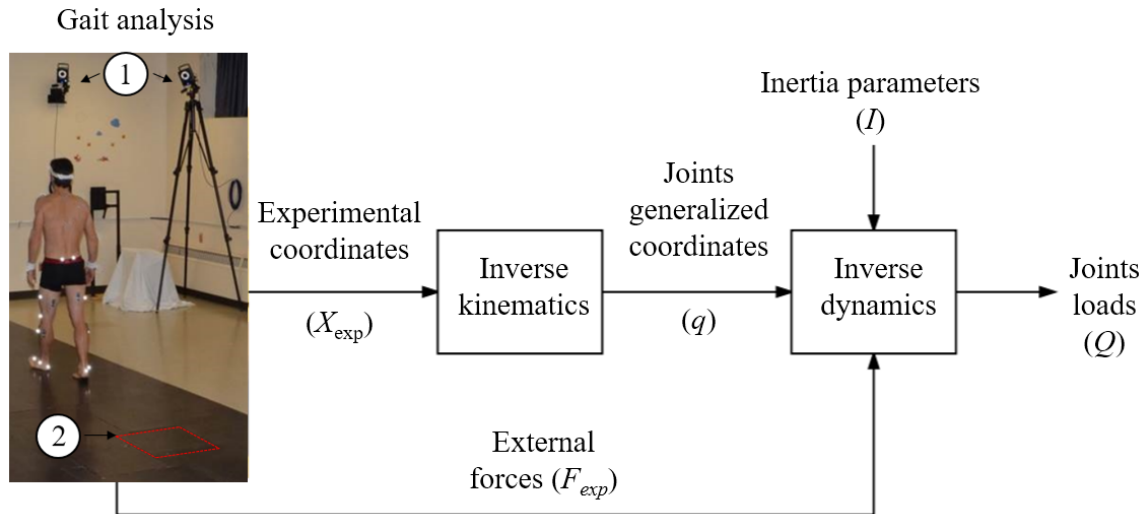 Gait analysis
1
2
Experimental
coordinates
(Xexp)
Inverse
kinematics
Joints
generalized
coordinates
(q)
Inertia parameters
(I)
Inverse
dynamics
Joints
loads
(Q)
External
forces (Fexp)